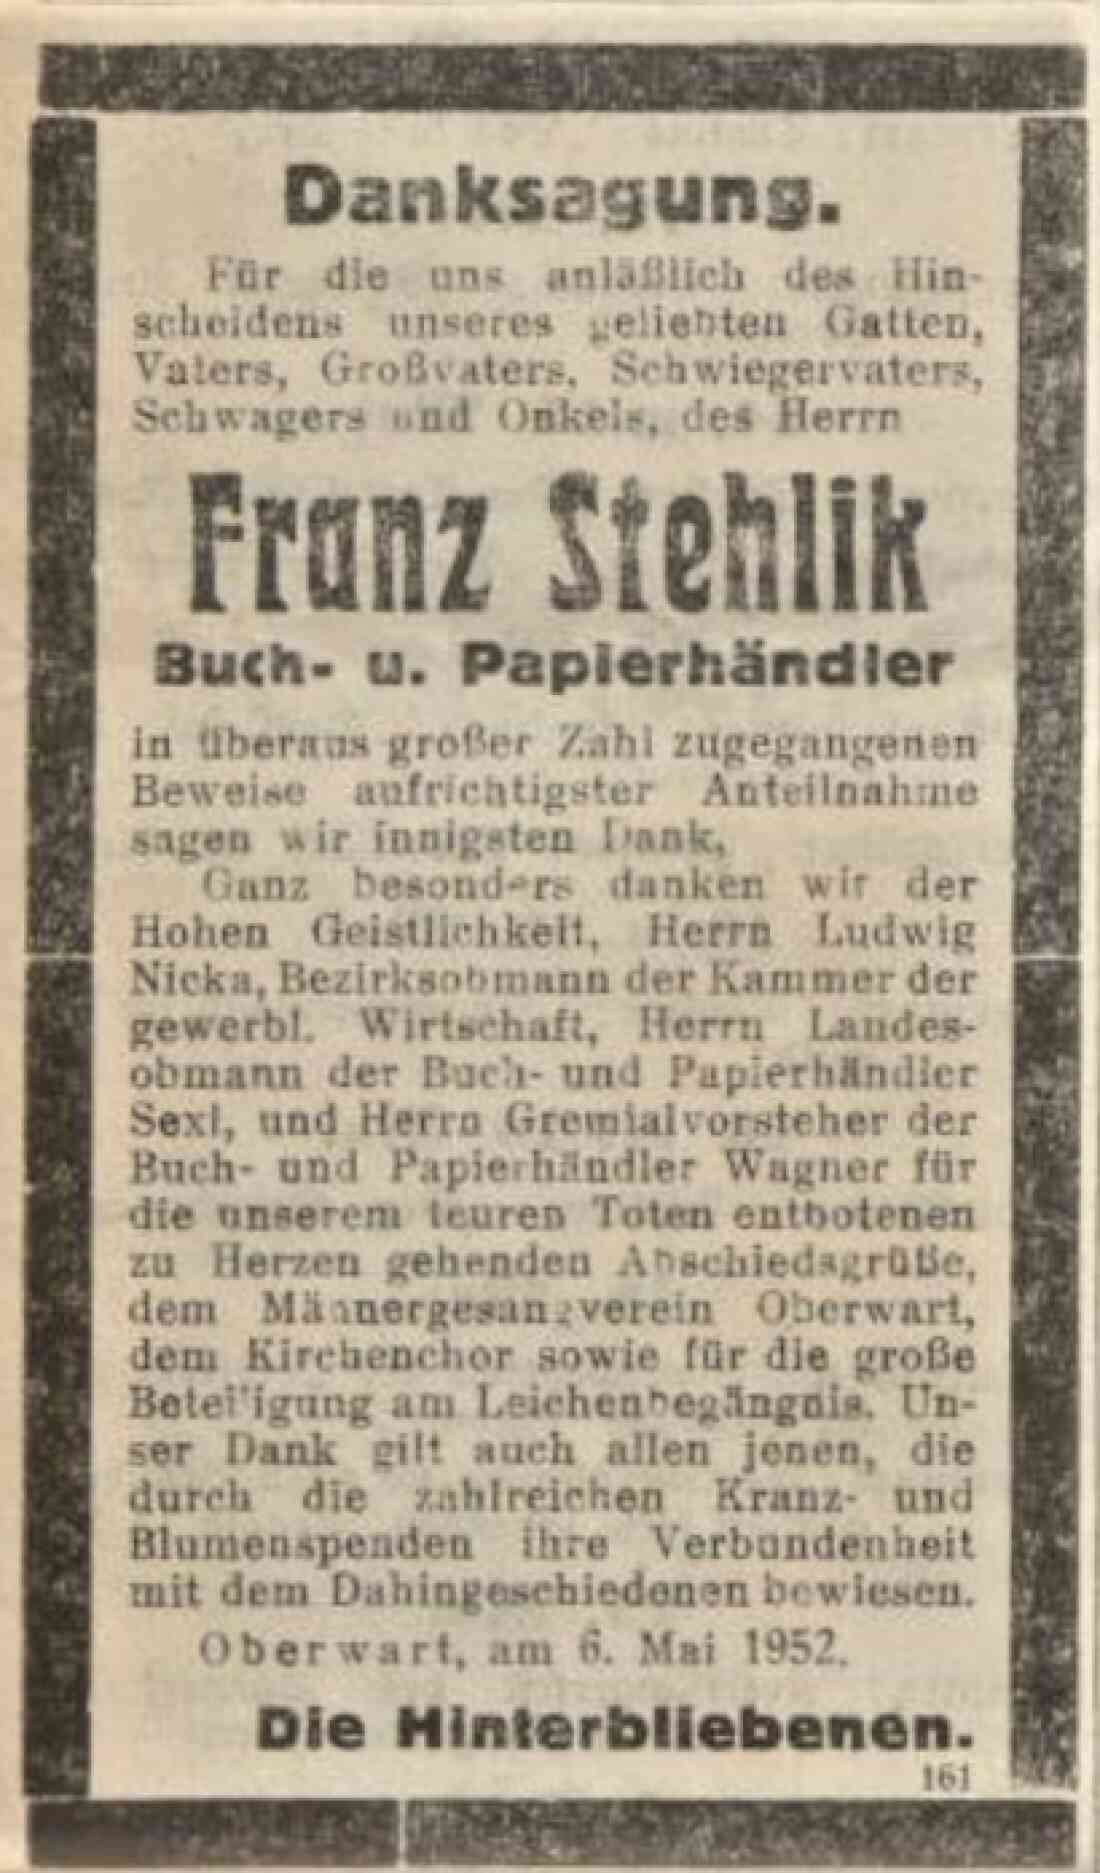 Danksagung.
Für die uns anläßlich des Hin-
scheidens unseres geliebten Gatten,
Vaters, Großvaters, Schwiegervaters,
Schwagers und Onkels, des Herrn
Franz Stehlik
Buch- u. Papierhändler
in überaus großer Zahl zugegangenen
Beweise aufrichtigster Anteilnahme
sagen wir innigsten Dank.
Ganz besonders danken wir der
Hohen Geistlichkeit, Herrn Ludwig
Nicka, Bezirksobmann der Kammer der
gewerbl. Wirtschaft, Herrn Landes-
obmann der Buch- und Papierhändler
Sexl, und Herrn Gremialvorsteher der
Buch- und Papierhändler Wagner für
die unserem teuren Toten entbotenen
zu Herzen gehenden Abschiedsgrüße,
dem Männergesangverein Oberwart,
dem Kirchenchor sowie für die große
Beteiligung am Leichenbegängnis. Un-
ser Dank gilt auch allen jenen, die
durch die zahlreichen Kranz- und
Blumenspenden ihre Verbundenheit
mit dem Dahingeschiedenen bewiesen.
Oberwart, am 6. Mai 1952.
Die Hinterbliebenen.
161